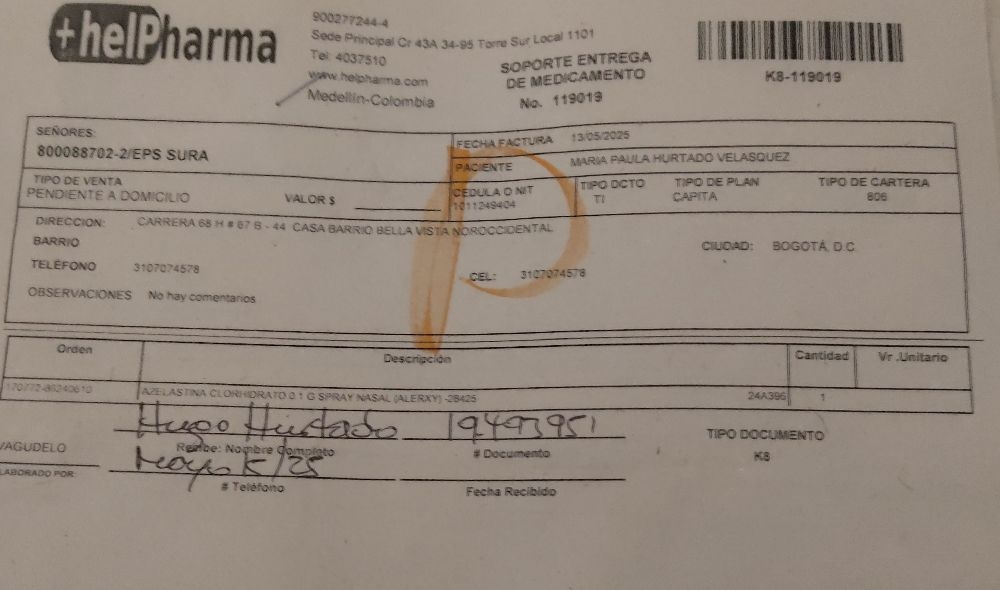 +helPharma
900277244-4
Sede Principal Cr 43A 34-95 Torre Sur Local 1101
Tel: 4037510
www.helpharma.com
Medellín-Colombia
SOPORTE ENTREGA
DE MEDICAMENTO
No. 119019
K8-119019
SEÑORES:
800088702-2/EPS SURA
FECHA FACTURA 13/05/2025
PACIENTE MARIA PAULA HURTADO VELASQUEZ
TIPO DE VENTA
PENDIENTE A DOMICILIO
VALOR $
CEDULA O NIT
1011249404
TIPO DCTO
TI
TIPO DE PLAN
CAPITA
TIPO DE CARTERA
806
DIRECCION: CARRERA 68 H # 67 B - 44 CASA BARRIO BELLA VISTA NOROCCIDENTAL
BARRIO
CIUDAD: BOGOTÁ, D.C.
TELÉFONO 3107074578
CEL: 3107074578
OBSERVACIONES No hay comentarios
P
Orden Descripción Cantidad Vr .Unitario
AZELASTINA CLORHIDRATO 0.1 G SPRAY NASAL (ALERXY) -28425 24A396 1
Hugo Hurtado 19493951
Recibe: Nombre Completo # Documento
TIPO DOCUMENTO
K8
VAGUDELO
LABORADO POR:
Mayo 15/25
# Teléfono
Fecha Recibido